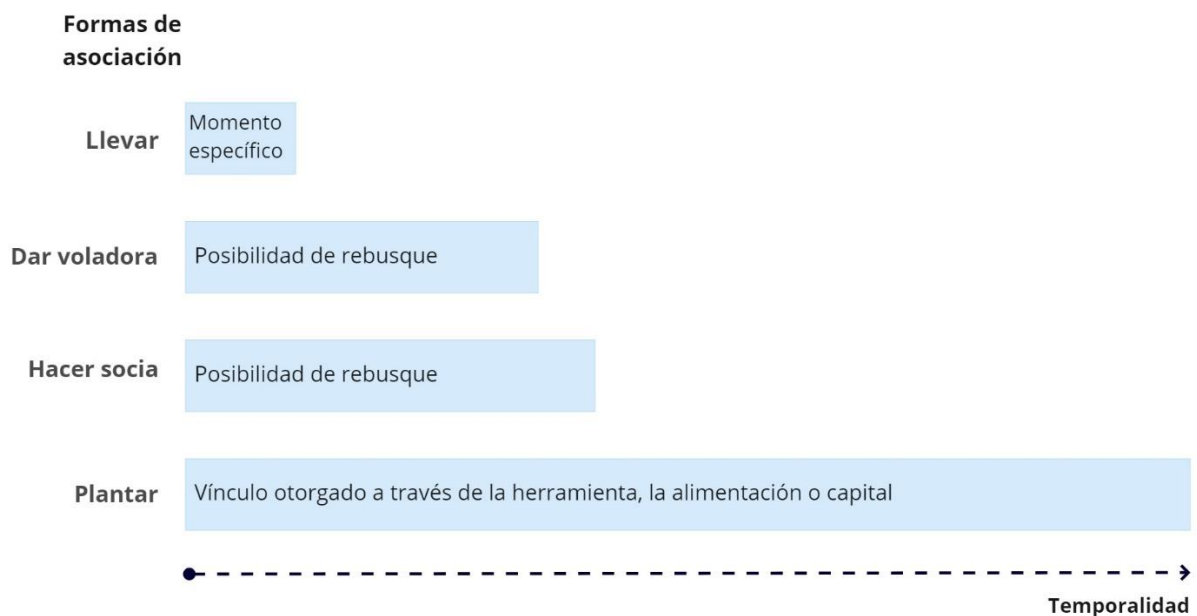 Formas de
asociación
Llevar
Momento
específico
Dar voladora
Posibilidad de rebusque
Hacer socia
Posibilidad de rebusque
Plantar
Vínculo otorgado a través de la herramienta, la alimentación o capital
Temporalidad